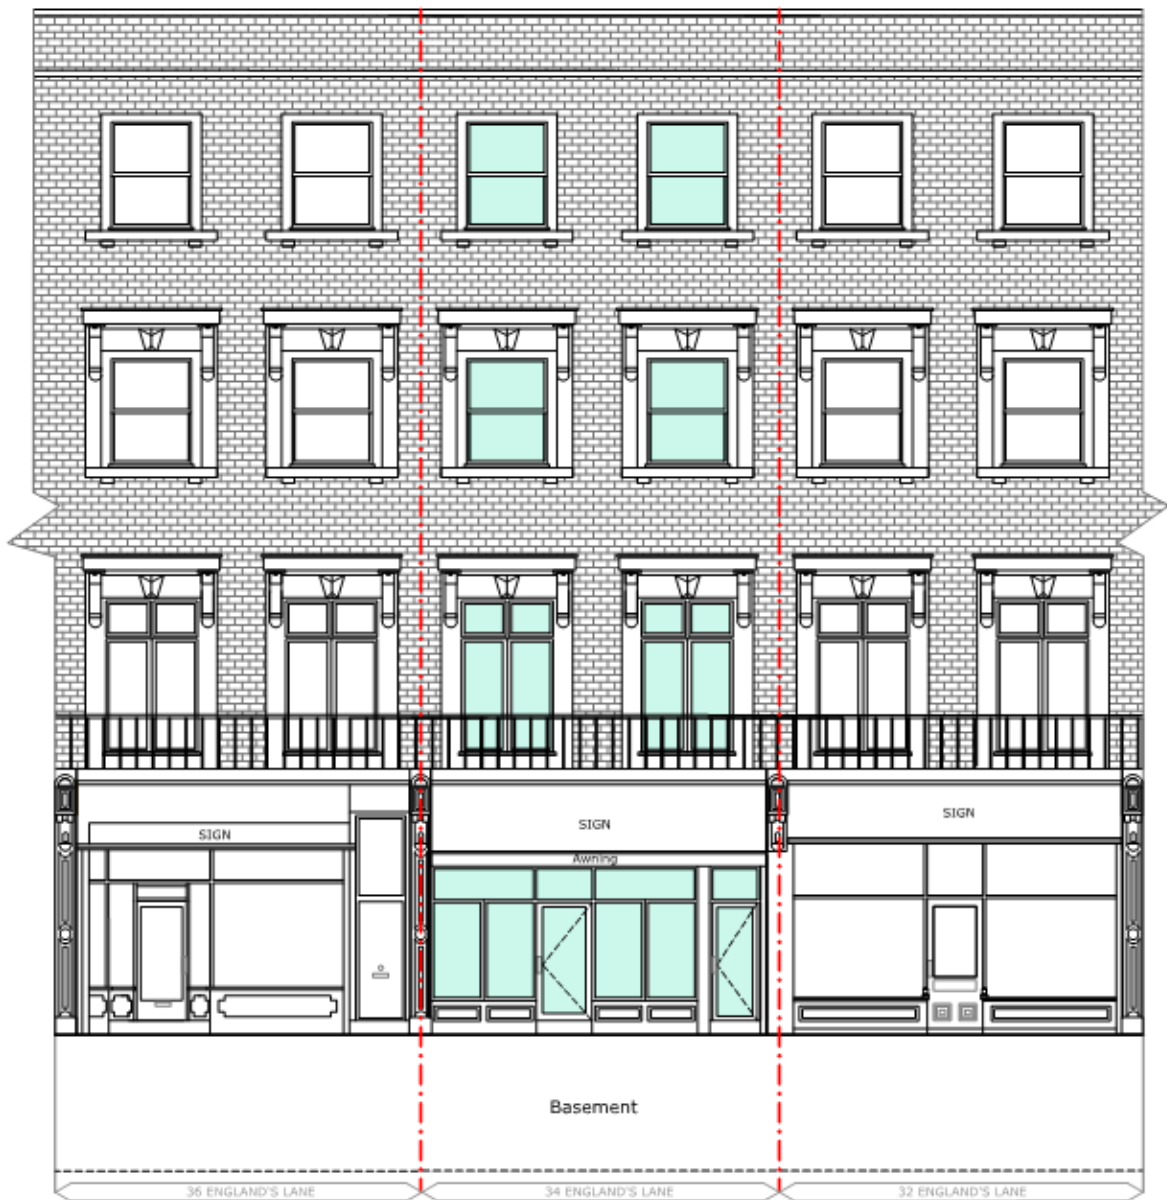 SIGN
SIGN
SIGN
Awning
Basement
36 ENGLAND'S LANE
34 ENGLAND'S LANE
32 ENGLAND'S LANE